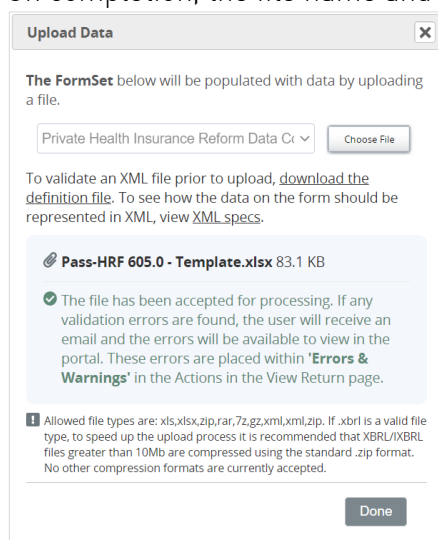 Upload Data
The FormSet below will be populated with data by uploading
a file.
Private Health Insurance Reform Data Cc
Choose File
To validate an XML file prior to upload, download the
definition file. To see how the data on the form should be
represented in XML, view XML specs.
Pass-HRF 605.0 - Template.xlsx 83.1 KB
The file has been accepted for processing. If any
validation errors are found, the user will receive an
email and the errors will be available to view in the
portal. These errors are placed within 'Errors &
Warnings' in the Actions in the View Return page.
Allowed file types are: xls,xlsx,zip,rar,7z,gz,xml,xml,zip. If .xbrl is a valid file
type, to speed up the upload process it is recommended that XBRL/IXBRL
files greater than 10Mb are compressed using the standard .zip format.
No other compression formats are currently accepted.
Done